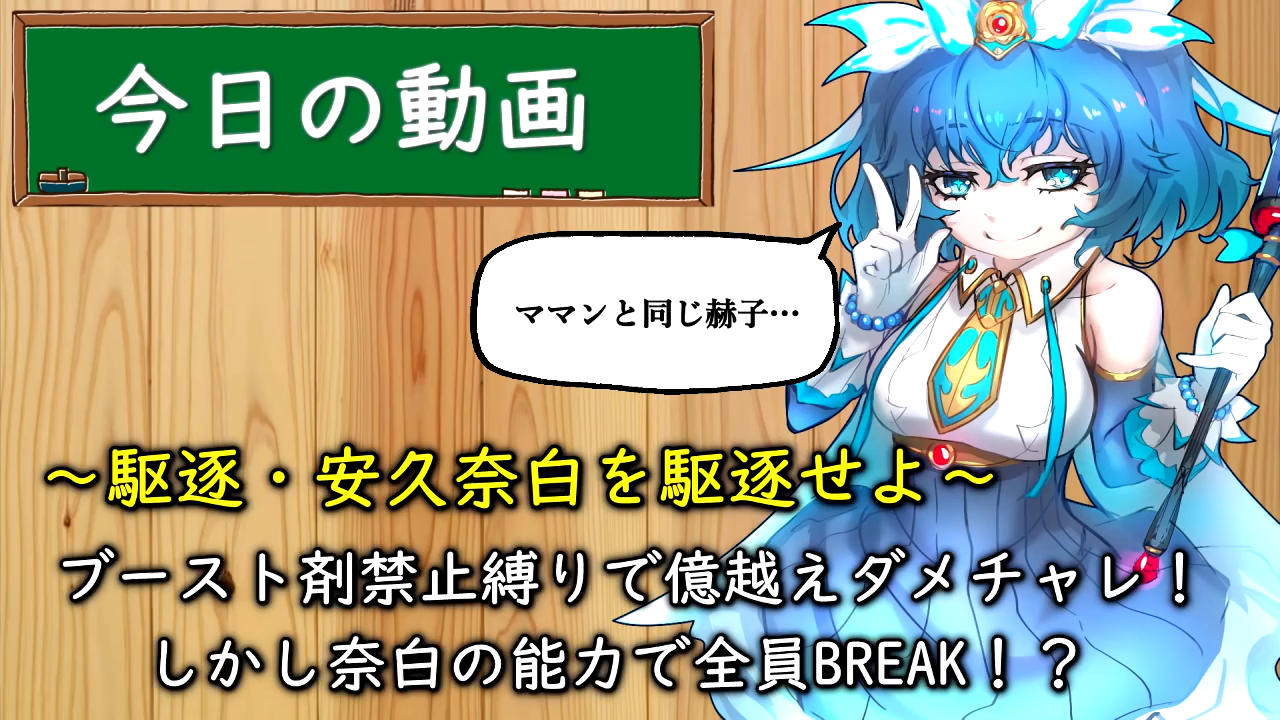 今日の動画
ママンと同じ赫子…
～駆逐・安久奈白を駆逐せよ～
ブースト剤禁止縛りで億越えダメチャレ！
しかし奈白の能力で全員BREAK！？